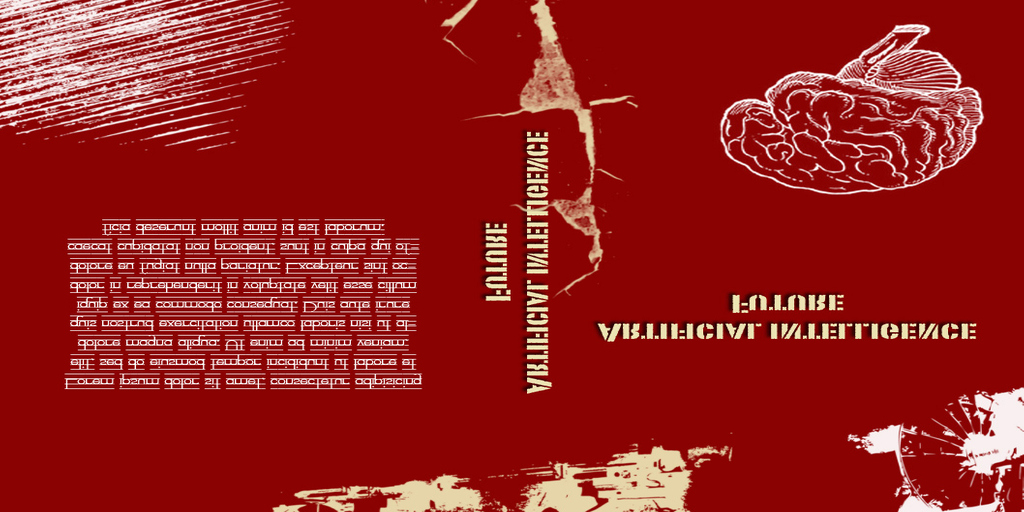 Lorem ipsum dolor sit amet, consectetur adipisicing
elit, sed do eiusmod tempor incididunt ut labore et
dolore magna aliqua. Ut enim ad minim veniam,
quis nostrud exercitation ullamco laboris nisi ut al-
iquip ex ea commodo consequat. Duis aute irure
dolor in reprehenderit in voluptate velit esse cillum
dolore eu fugiat nulla pariatur. Excepteur sint oc-
caecat cupidatat non proident, sunt in culpa qui of-
ficia deserunt mollit anim id est laborum.
Artificial intelligence
Future
Artificial intelligence
Future